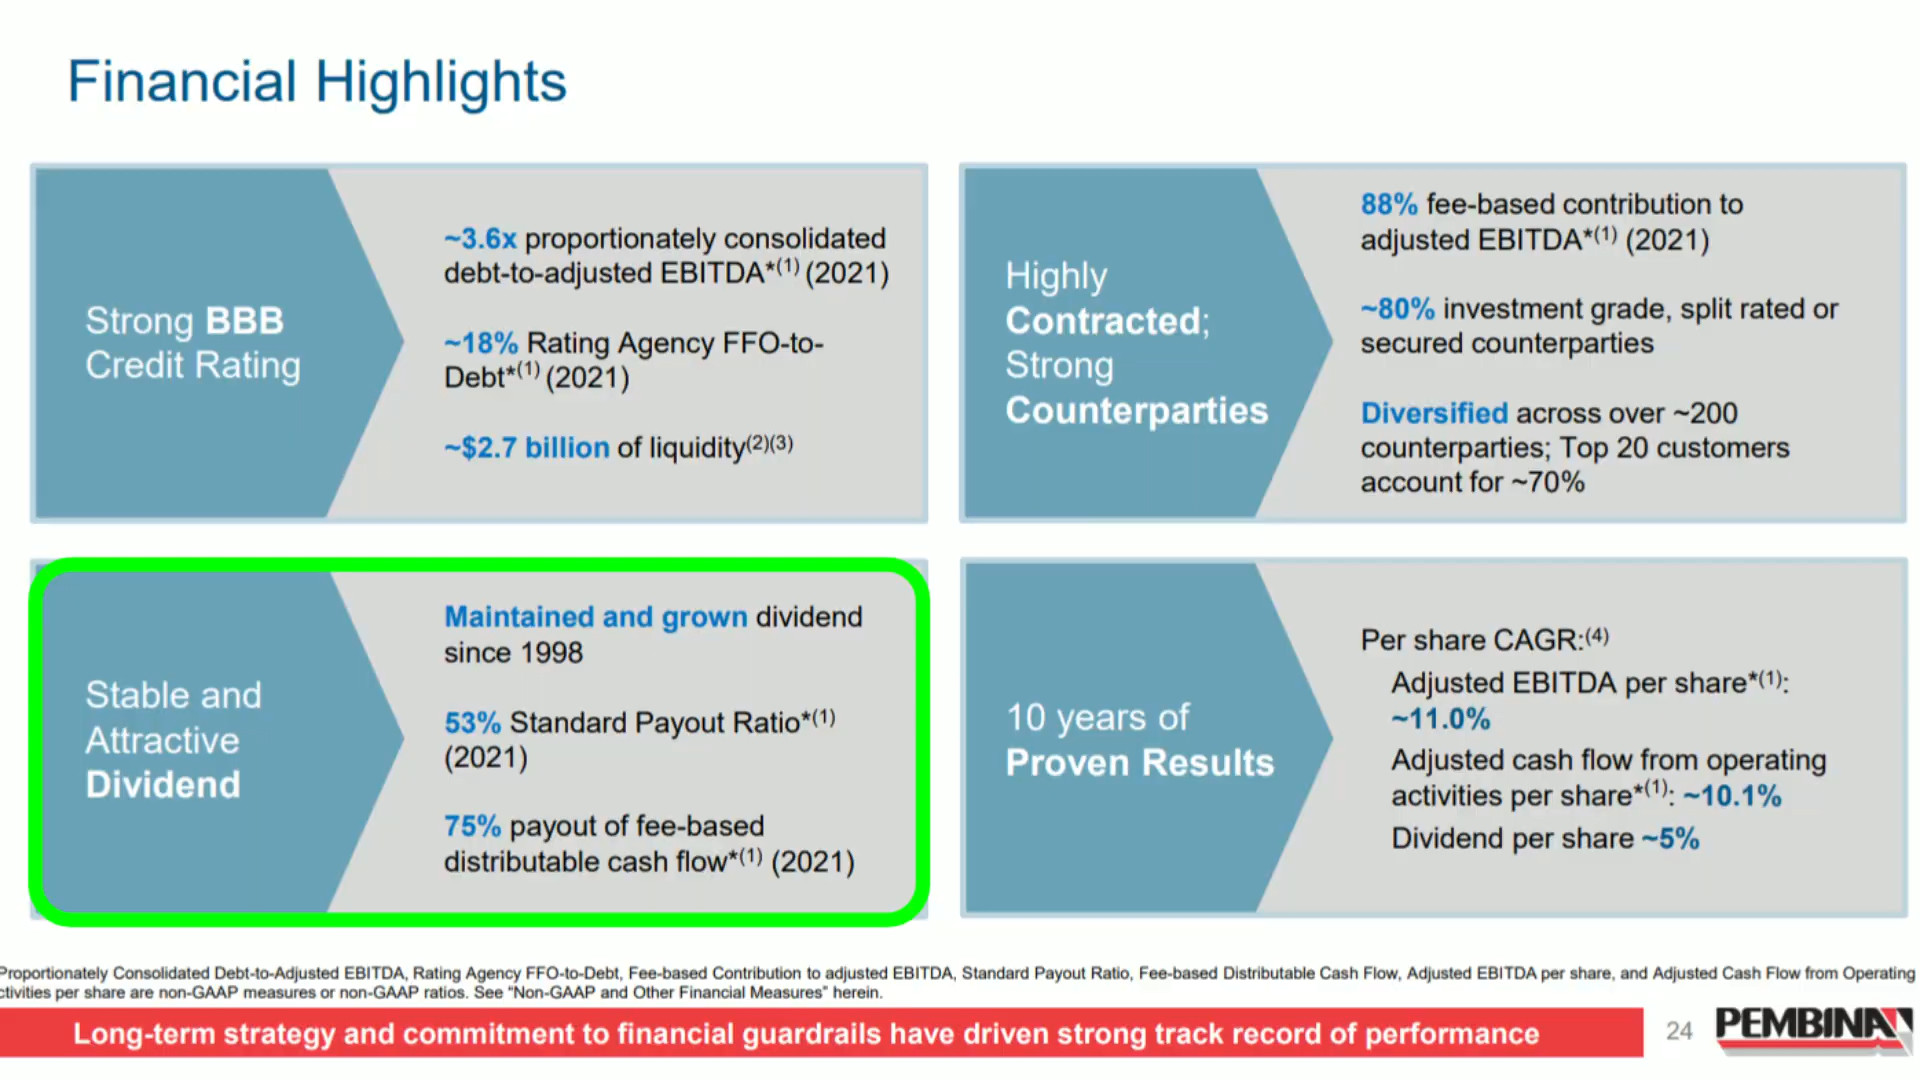 Financial Highlights
Strong BBB
Credit Rating
~3.6x proportionately consolidated
debt-to-adjusted EBITDA*(1) (2021)
~18% Rating Agency FFO-to-
Debt*(1) (2021)
~$2.7 billion of liquidity(2)(3)
Highly
Contracted;
Strong
Counterparties
88% fee-based contribution to
adjusted EBITDA*(1) (2021)
~80% investment grade, split rated or
secured counterparties
Diversified across over ~200
counterparties; Top 20 customers
account for ~70%
Stable and
Attractive
Dividend
Maintained and grown dividend
since 1998
53% Standard Payout Ratio*(1)
(2021)
75% payout of fee-based
distributable cash flow*(1) (2021)
10 years of
Proven Results
Per share CAGR:(4)
Adjusted EBITDA per share*(1):
~11.0%
Adjusted cash flow from operating
activities per share*(1): ~10.1%
Dividend per share ~5%
Proportionately Consolidated Debt-to-Adjusted EBITDA, Rating Agency FFO-to-Debt, Fee-based Contribution to adjusted EBITDA, Standard Payout Ratio, Fee-based Distributable Cash Flow, Adjusted EBITDA per share, and Adjusted Cash Flow from Operating
ctivities per share are non-GAAP measures or non-GAAP ratios. See "Non-GAAP and Other Financial Measures" herein.
Long-term strategy and commitment to financial guardrails have driven strong track record of performance
24
PEMBINA